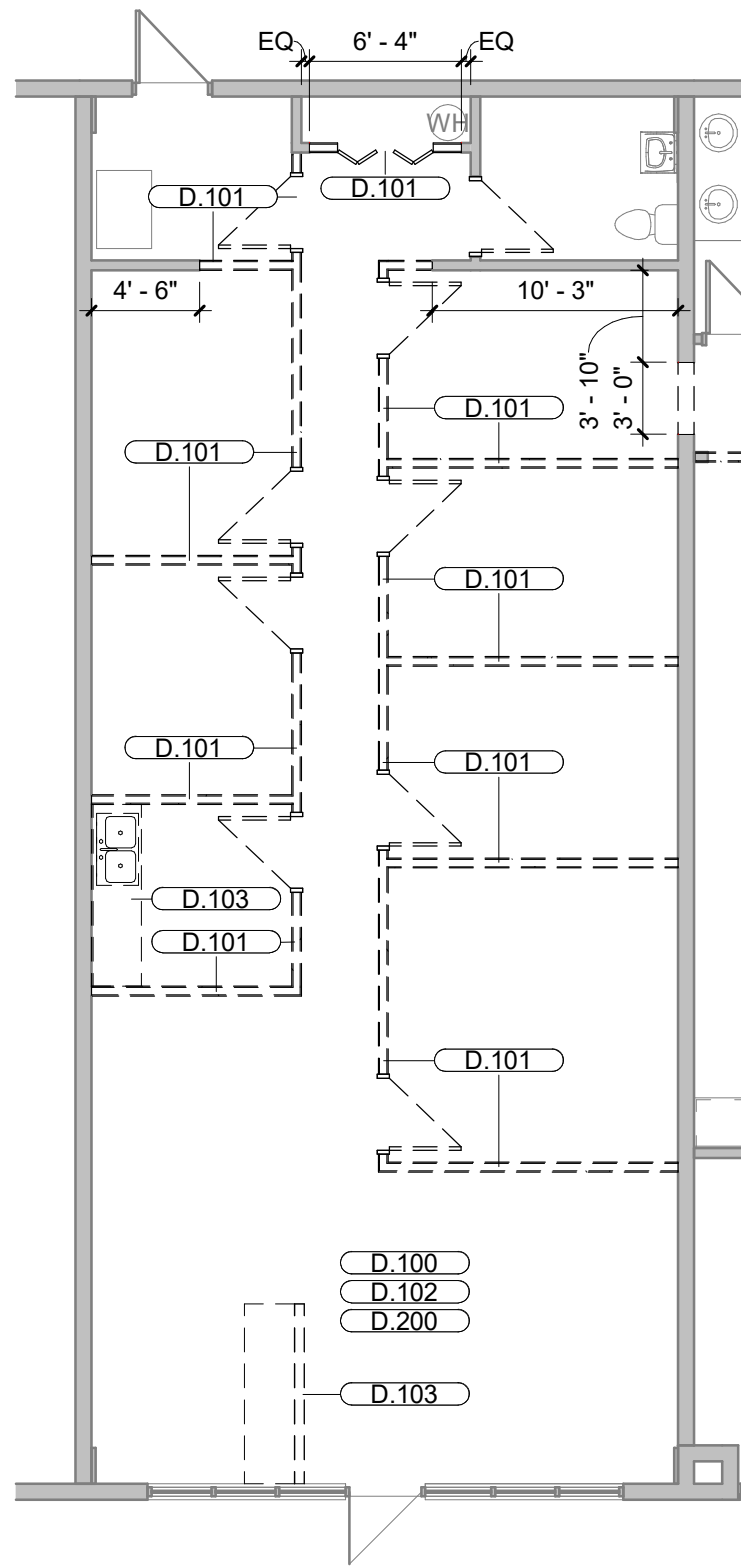 EQ 6' - 4" EQ
WH
D.101
D.101
4' - 6"
10' - 3"
3' - 10"
3' - 0"
D.101
D.101
D.101
D.101
D.101
D.103
D.101
D.101
D.100
D.102
D.200
D.103